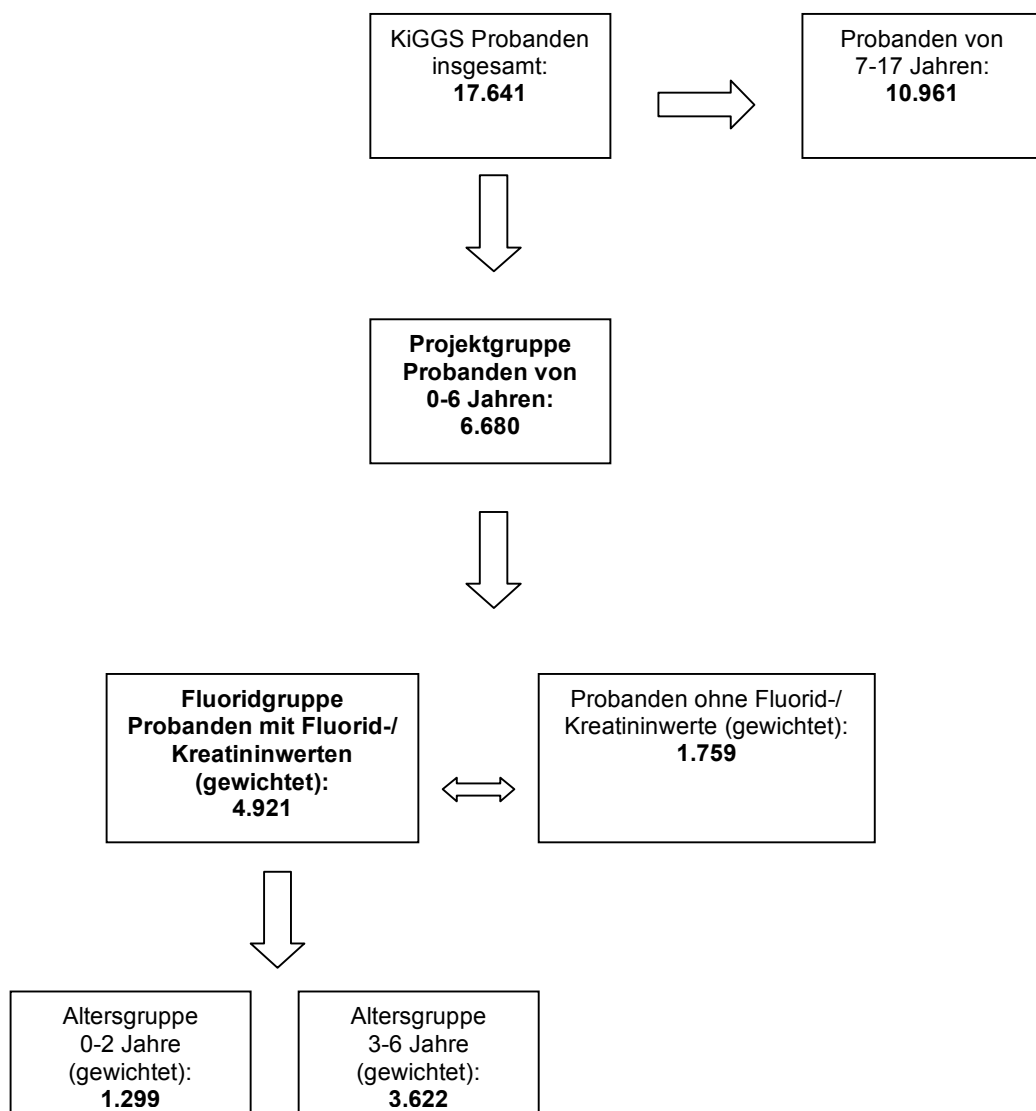 KiGGS Probanden
insgesamt:
17.641
Probanden von
7-17 Jahren:
10.961
Projektgruppe
Probanden von
0-6 Jahren:
6.680
Fluoridgruppe
Probanden mit Fluorid-/
Kreatininwerten
(gewichtet):
4.921
Probanden ohne Fluorid-/
Kreatininwerte (gewichtet):
1.759
Altersgruppe
0-2 Jahre
(gewichtet):
1.299
Altersgruppe
3-6 Jahre
(gewichtet):
3.622